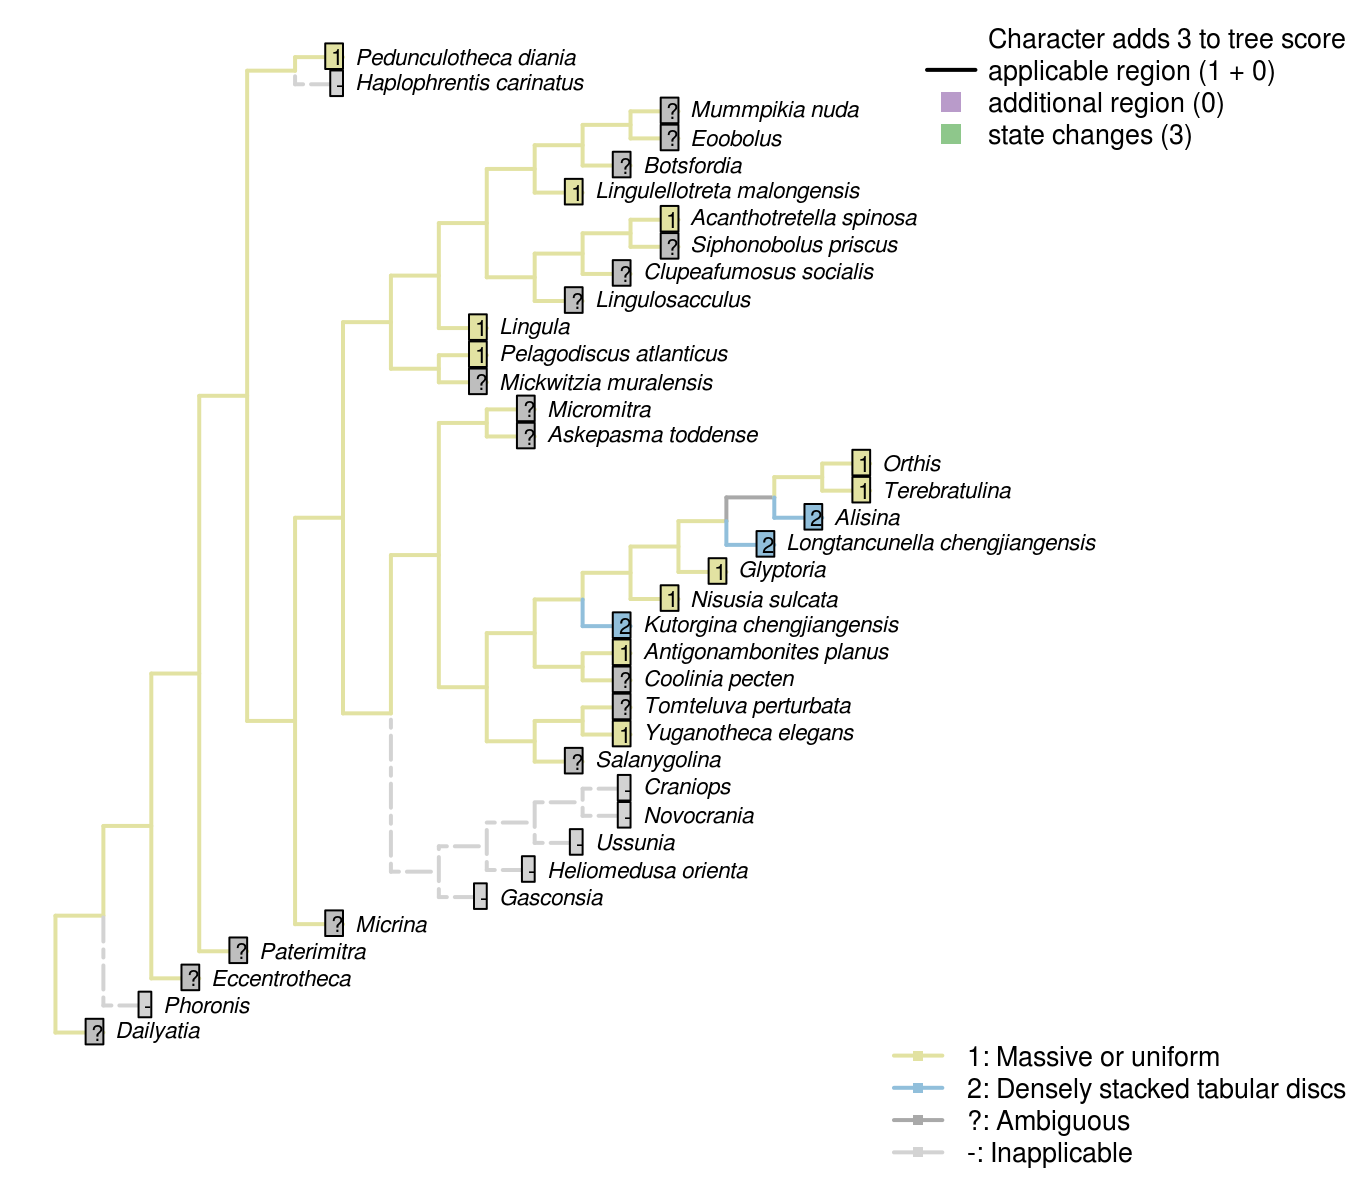 Character adds 3 to tree score
applicable region (1 + 0)
additional region (0)
state changes (3)
1 Pedunculotheca diania
- Haplophrentis carinatus
? Mummpikia nuda
? Eoobolus
? Botsfordia
1 Lingulellotreta malongensis
1 Acanthotretella spinosa
? Siphonobolus priscus
? Clupeafumosus socialis
? Lingulosacculus
1 Lingula
1 Pelagodiscus atlanticus
? Mickwitzia muralensis
? Micromitra
? Askepasma toddense
1 Orthis
1 Terebratulina
2 Alisina
2 Longtancunella chengjiangensis
1 Glyptoria
1 Nisusia sulcata
2 Kutorgina chengjiangensis
1 Antigonambonites planus
? Coolinia pecten
? Tomteluva perturbata
1 Yuganotheca elegans
? Salanygolina
- Craniops
- Novocrania
- Ussunia
- Heliomedusa orienta
- Gasconsia
? Micrina
? Paterimitra
? Eccentrotheca
- Phoronis
? Dailyatia
1: Massive or uniform
2: Densely stacked tabular discs
?: Ambiguous
-: Inapplicable